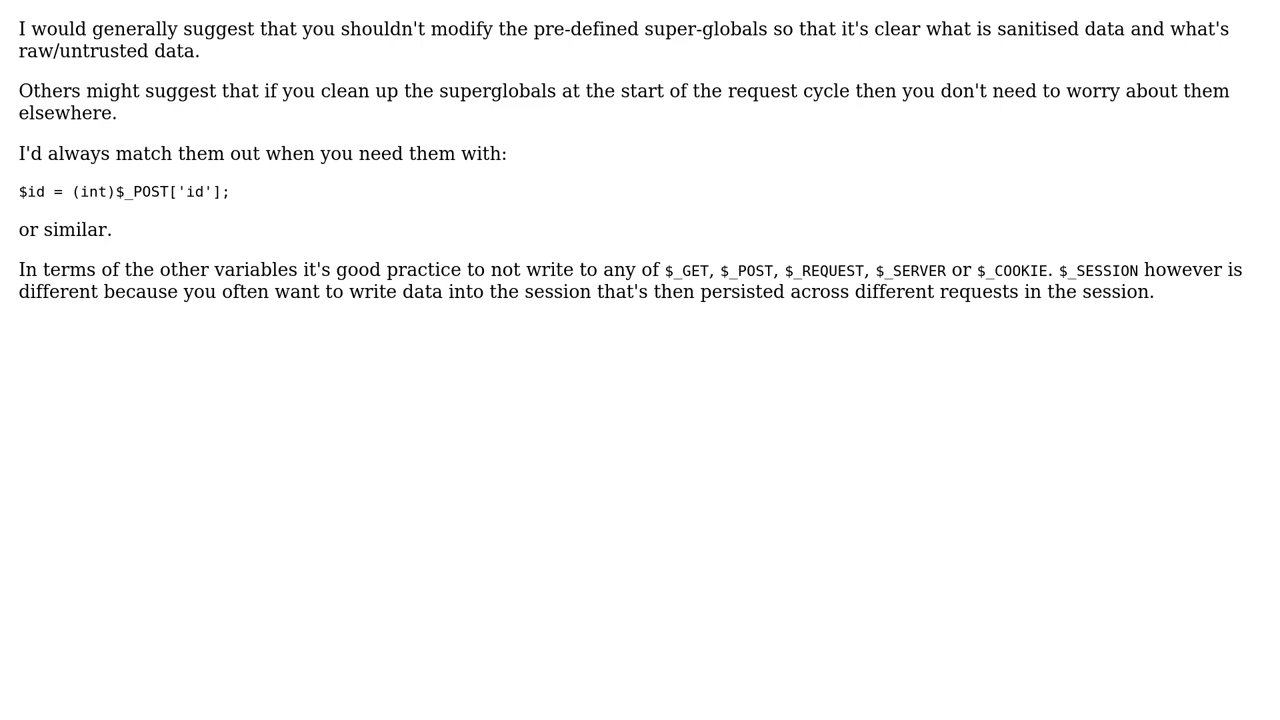 I would generally suggest that you shouldn't modify the pre-defined super-globals so that it's clear what is sanitised data and what's
raw/untrusted data.
Others might suggest that if you clean up the superglobals at the start of the request cycle then you don't need to worry about them
elsewhere.
I'd always match them out when you need them with:
$id = (int)$_POST['id'];
or similar.
In terms of the other variables it's good practice to not write to any of $_GET, $_POST, $_REQUEST, $_SERVER or $_COOKIE. $_SESSION however is
different because you often want to write data into the session that's then persisted across different requests in the session.